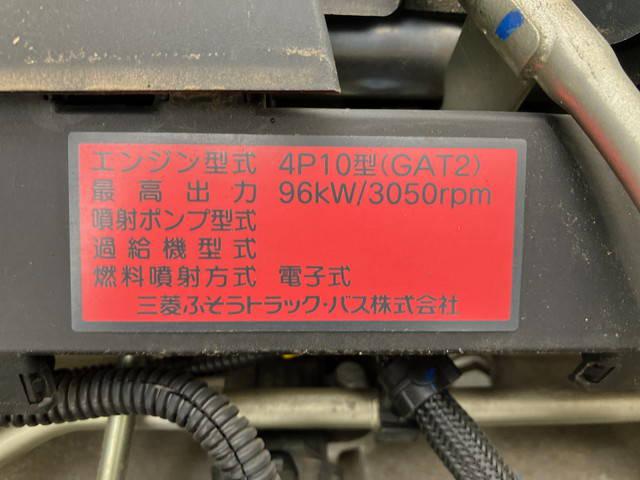 エンジン型式 4P10型(GAT2)
最高出力 96kW/3050rpm
噴射ポンプ型式
過給機型式
燃料噴射方式 電子式
三菱ふそうトラック・バス株式会社